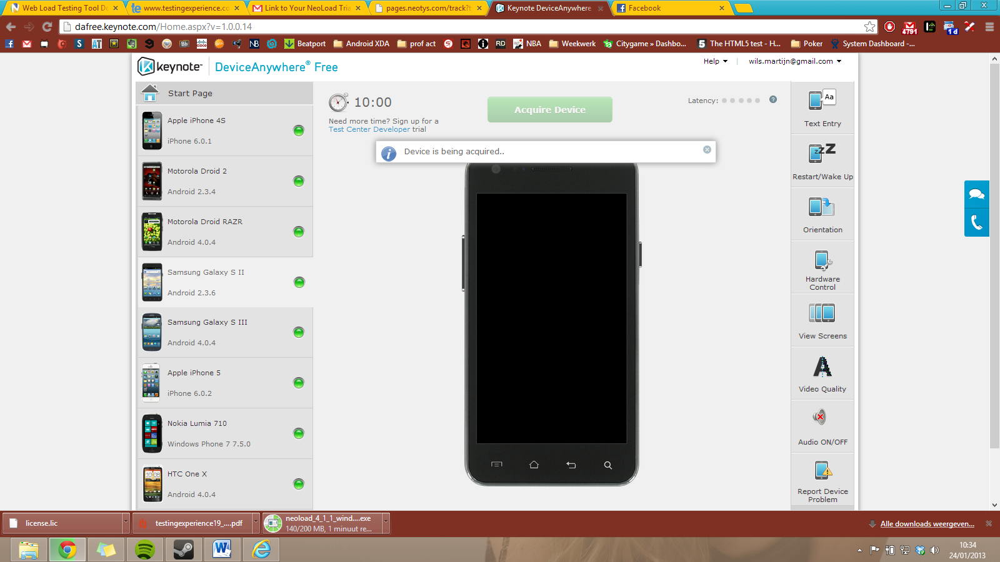 Web Load Testing Tool Do
www.testingexperience.co
Link to Your NeoLoad Tria
pages.neotys.com/track?t
Keynote DeviceAnywhere
Facebook
dafree.keynote.com/Home.aspx?v=1.0.0.14
4791
1 d
Beatport
Android XDA
prof act
NBA
Weekwerk
Citygame » Dashbo...
The HTML5 test - H...
Poker
System Dashboard -...
keynote
DeviceAnywhere® Free
Help
wils.martijn@gmail.com
Start Page
Apple iPhone 4S
iPhone 6.0.1
Motorola Droid 2
Android 2.3.4
Motorola Droid RAZR
Android 4.0.4
Samsung Galaxy S II
Android 2.3.6
Samsung Galaxy S III
Android 4.0.4
Apple iPhone 5
iPhone 6.0.2
Nokia Lumia 710
Windows Phone 7 7.5.0
HTC One X
Android 4.0.4
10:00
Need more time? Sign up for a
Test Center Developer trial
Acquire Device
Latency:
Device is being acquired..
Aa
Text Entry
zzZ
Restart/Wake Up
Orientation
Hardware
Control
View Screens
A
Video Quality
Audio ON/OFF
Report Device
Problem
license.lic
testingexperience19_....pdf
neoload_4_1_1_wind....exe
140/200 MB, 1 minuut re...
Alle downloads weergeven...
10:34
24/01/2013